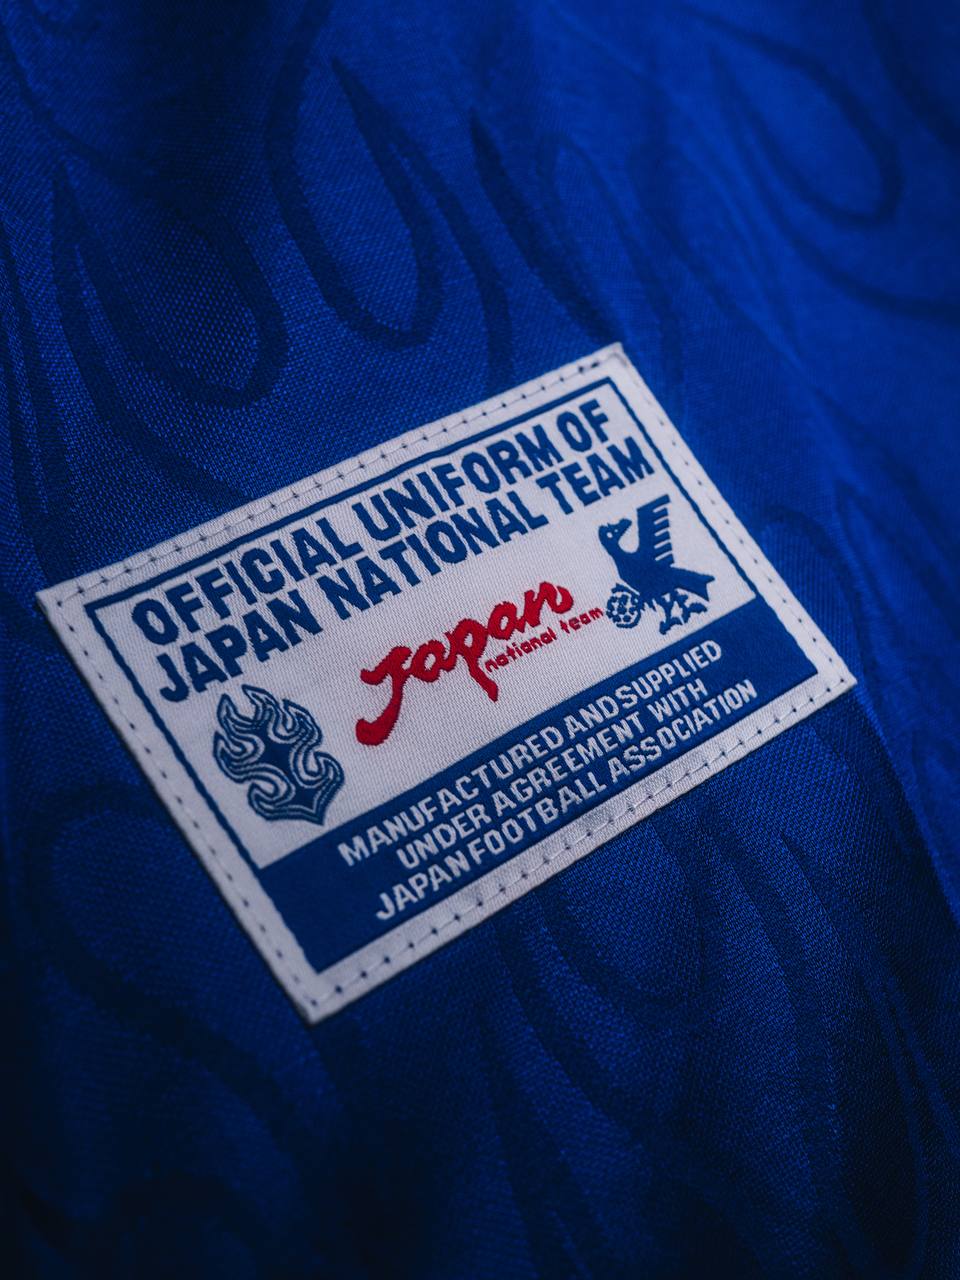 OFFICIAL UNIFORM OF
JAPAN NATIONAL TEAM
Japan
national team
MANUFACTURED AND SUPPLIED
UNDER AGREEMENT WITH
JAPAN FOOTBALL ASSOCIATION